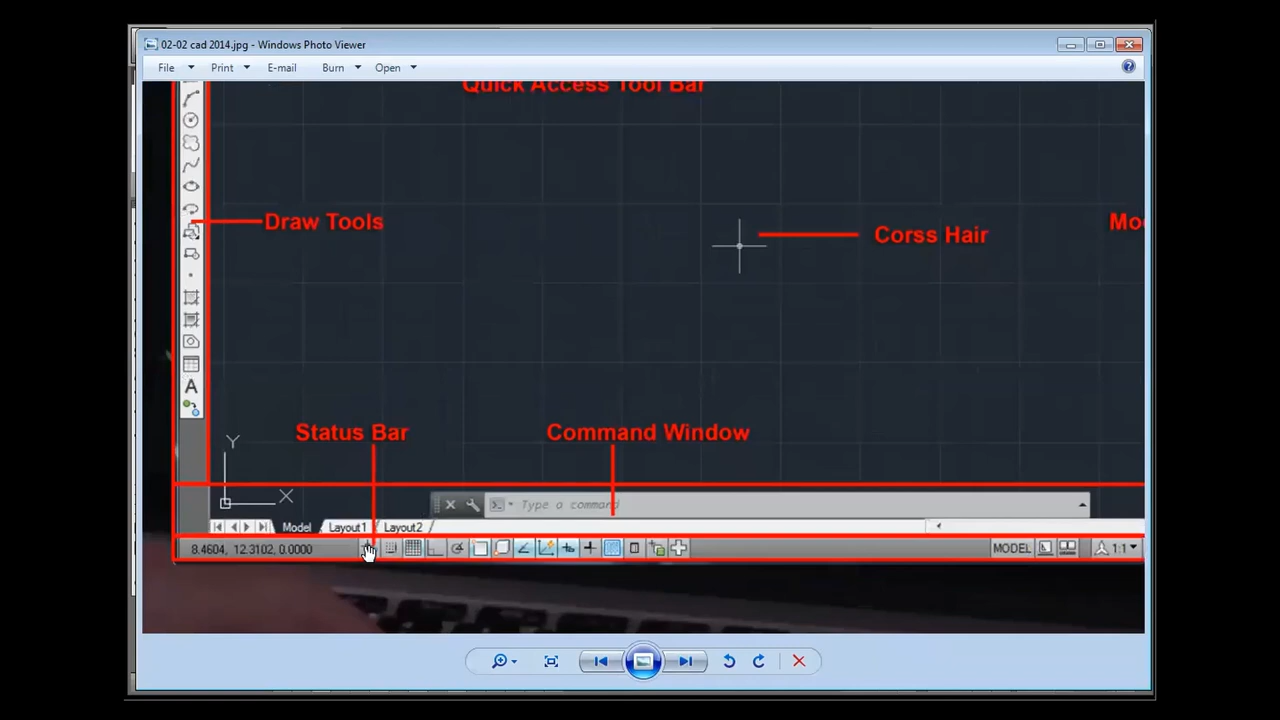 02-02 cad 2014.jpg - Windows Photo Viewer
File Print E-mail Burn Open
Quick Access Tool Bar
Draw Tools
Corss Hair
A
Status Bar
Command Window
Y
X
Type a command
Model Layout1 Layout2
8.4604, 12.3102, 0.0000
MODEL
1:1